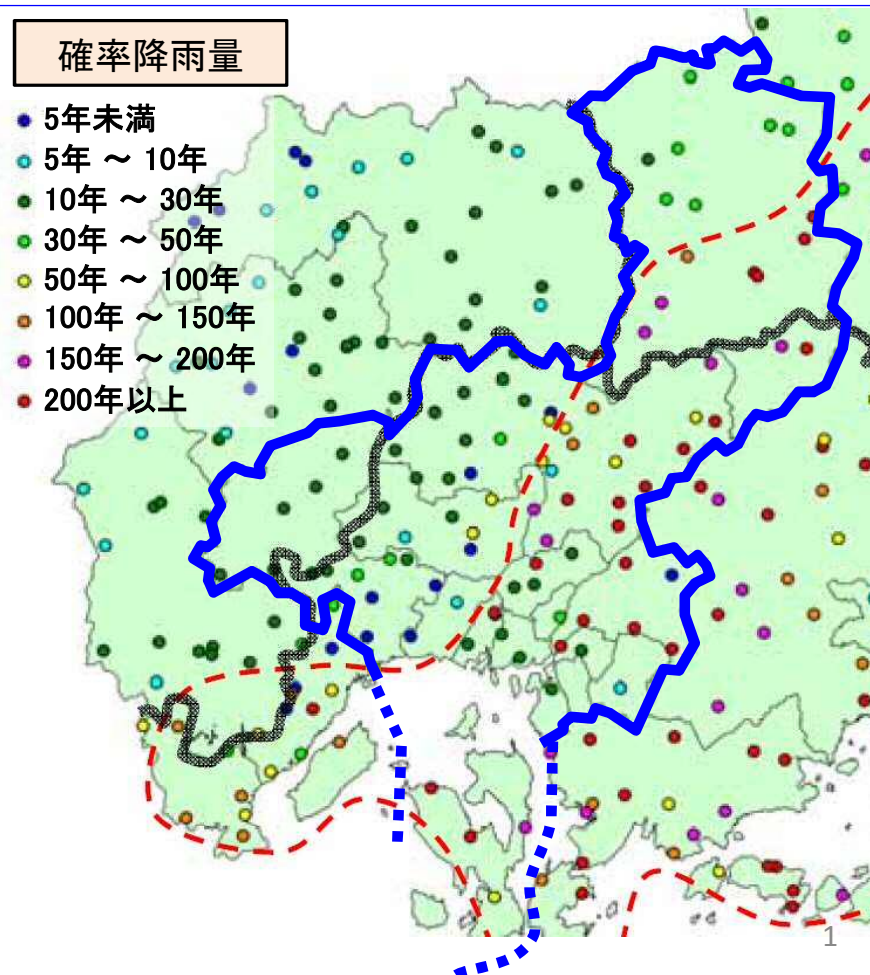 確率降雨量
5年未満
5年 ～ 10年
10年 ～ 30年
30年 ～ 50年
50年 ～ 100年
100年 ～ 150年
150年 ～ 200年
200年以上
1